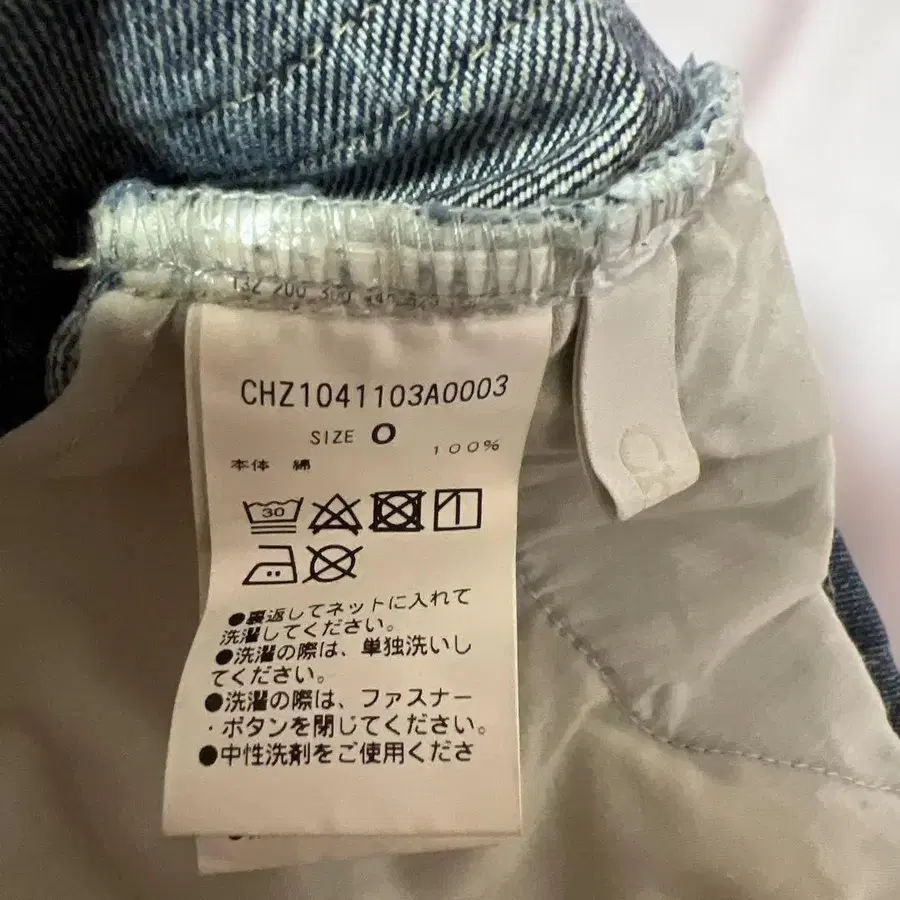 CHZ1041103A0003
SIZE 0
本体 綿 100%
30
●裏返してネットに入れて
洗濯してください。
●洗濯の際は、単独洗いし
てください。
●洗濯の際は、ファスナー
・ボタンを閉じてください。
●中性洗剤をご使用くださ